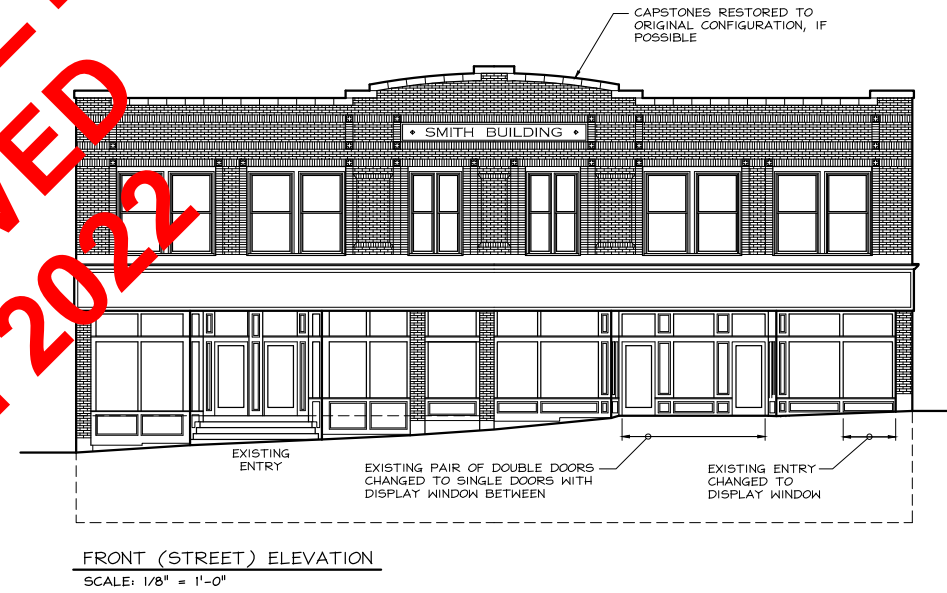 CAPSTONES RESTORED TO
ORIGINAL CONFIGURATION, IF
POSSIBLE
SMITH BUILDING
VED
2022
EXISTING
ENTRY
EXISTING PAIR OF DOUBLE DOORS
CHANGED TO SINGLE DOORS WITH
DISPLAY WINDOW BETWEEN
EXISTING ENTRY
CHANGED TO
DISPLAY WINDOW
FRONT (STREET) ELEVATION
SCALE: 1/8" = 1'-0"